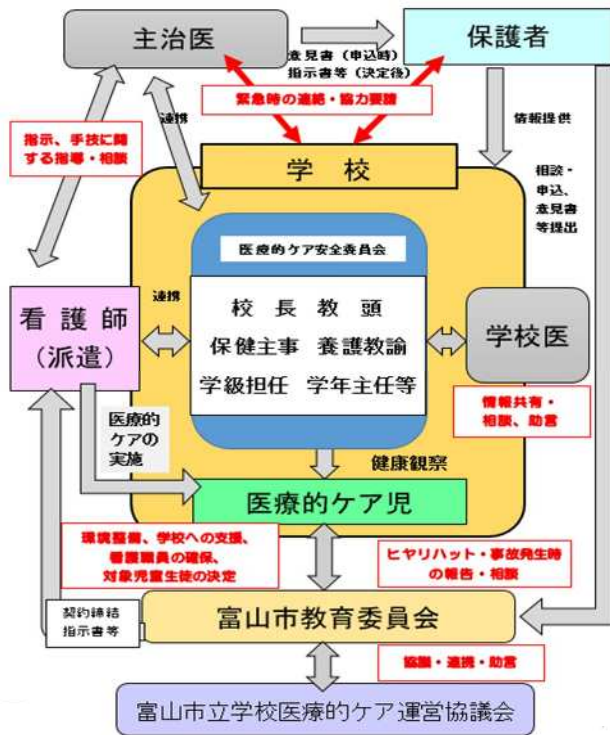 主治医
保護者
意見書（申込時）
指示書等（決定後）
緊急時の連絡・協力要請
連携
指示、手技に関
する指導・相談
情報提供
相談・
申込、
意見書
等提出
学 校
医療的ケア安全委員会
校 長 教 頭
保健主事 養護教諭
学級担任 学年主任等
連携
看 護 師
（派遣）
学校医
情報共有・
相談、助言
医療的
ケアの
実施
健康観察
医療的ケア児
環境整備、学校への支援、
看護職員の確保、
対象児童生徒の決定
ヒヤリハット・事故発生時
の報告・相談
契約締結
指示書等
富山市教育委員会
協議・連携・助言
富山市立学校医療的ケア運営協議会